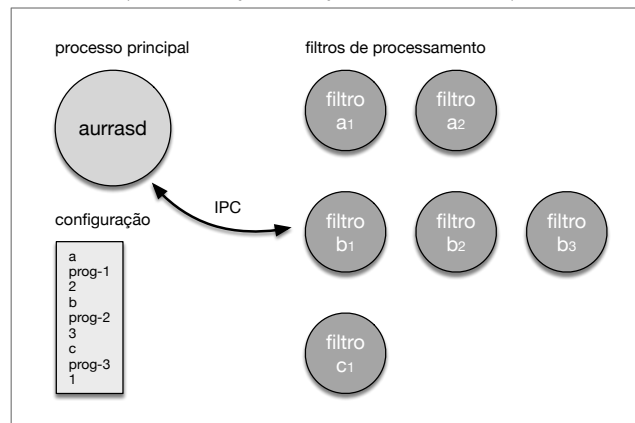 processo principal
filtros de processamento
aurrasd
filtro
a1
filtro
a2
IPC
filtro
b1
filtro
b2
filtro
b3
configuração
a
prog-1
2
b
prog-2
3
c
prog-3
1
filtro
c1